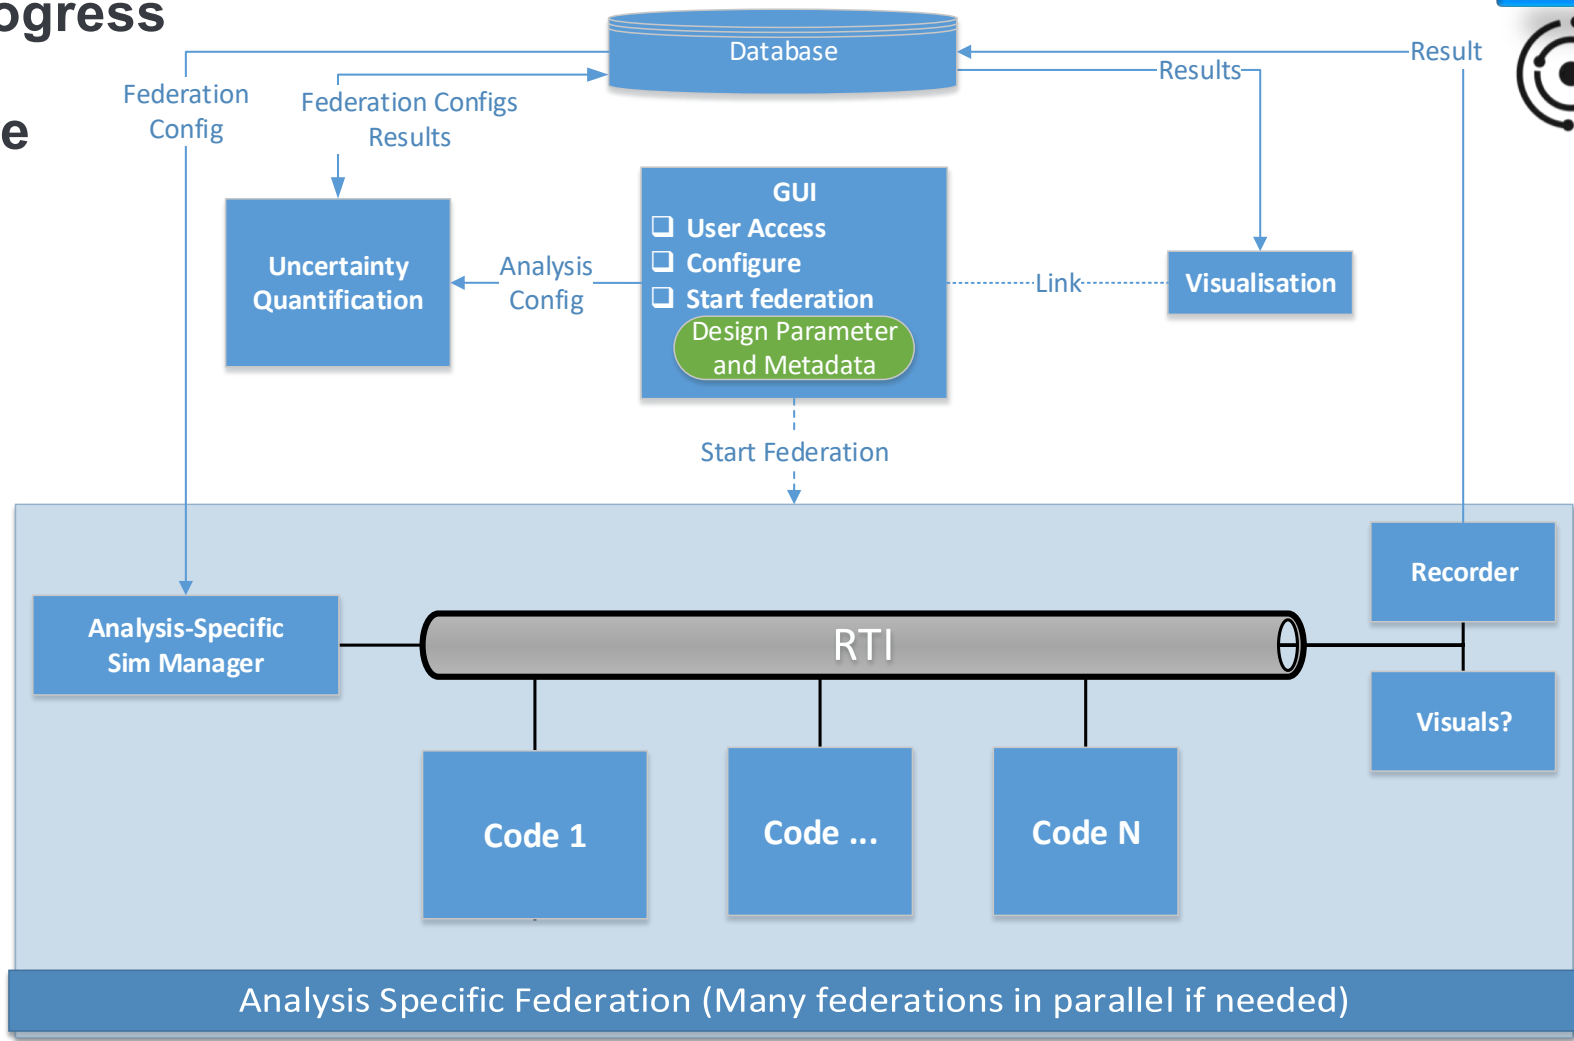 ogress
e
Database
Result
Results
Federation
Config
Federation Configs
Results
GUI
❑ User Access
❑ Configure
❑ Start federation
Design Parameter
and Metadata
Uncertainty
Quantification
Analysis
Config
Link
Visualisation
Start Federation
Recorder
Analysis-Specific
Sim Manager
RTI
Visuals?
Code 1
Code ...
Code N
Analysis Specific Federation (Many federations in parallel if needed)